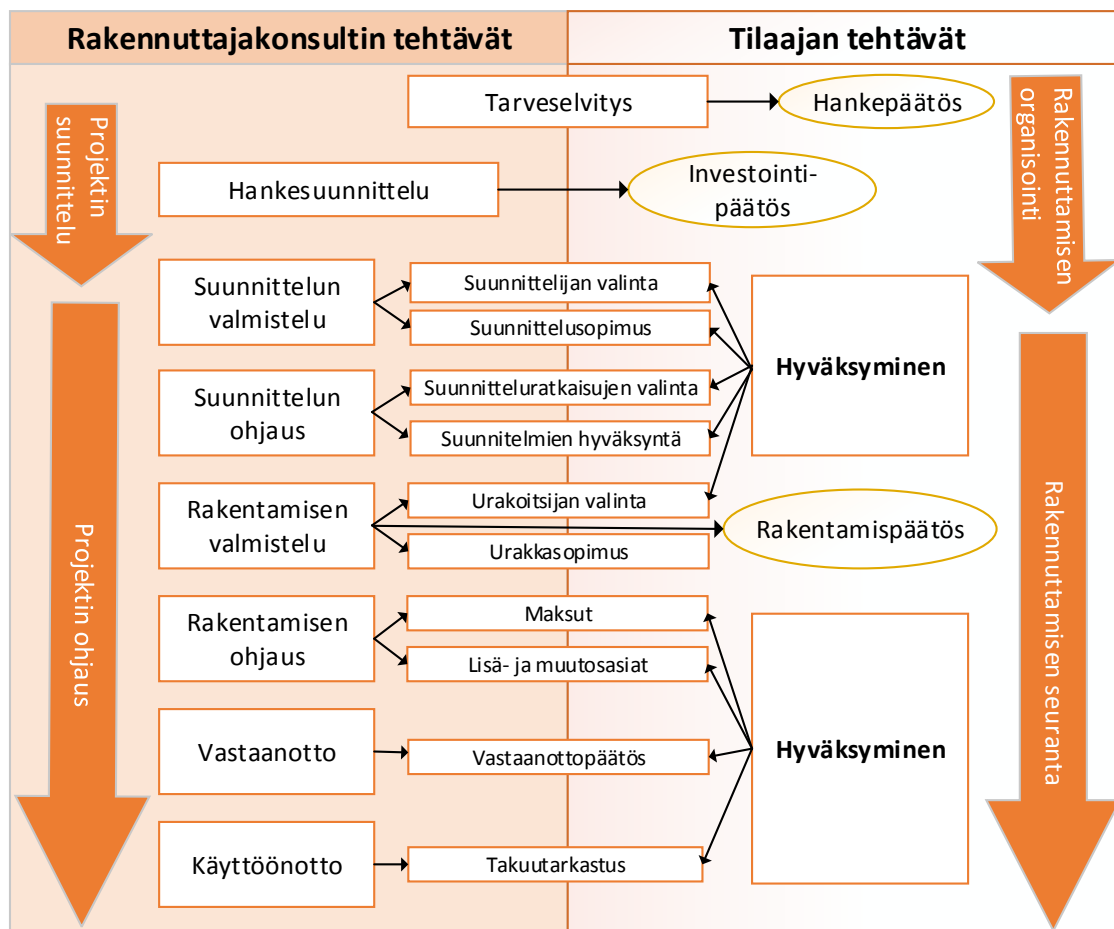 Rakennuttajakonsultin tehtävät
Tilaajan tehtävät
Projektin
suunnittelu
Tarveselvitys
Hankepäätös
Rakennuttamisen
organisointi
Hankesuunnittelu
Investointi-
päätös
Suunnittelun
valmistelu
Suunnittelijan valinta
Suunnittelusopimus
Hyväksyminen
Suunnittelun
ohjaus
Suunnitteluratkaisujen valinta
Suunnitelmien hyväksyntä
Projektin ohjaus
Rakentamisen
valmistelu
Urakoitsijan valinta
Urakkasopimus
Rakentamispäätös
Rakennuttamisen seuranta
Rakentamisen
ohjaus
Maksut
Lisä- ja muutosasiat
Hyväksyminen
Vastaanotto
Vastaanottopäätös
Käyttöönotto
Takuutarkastus